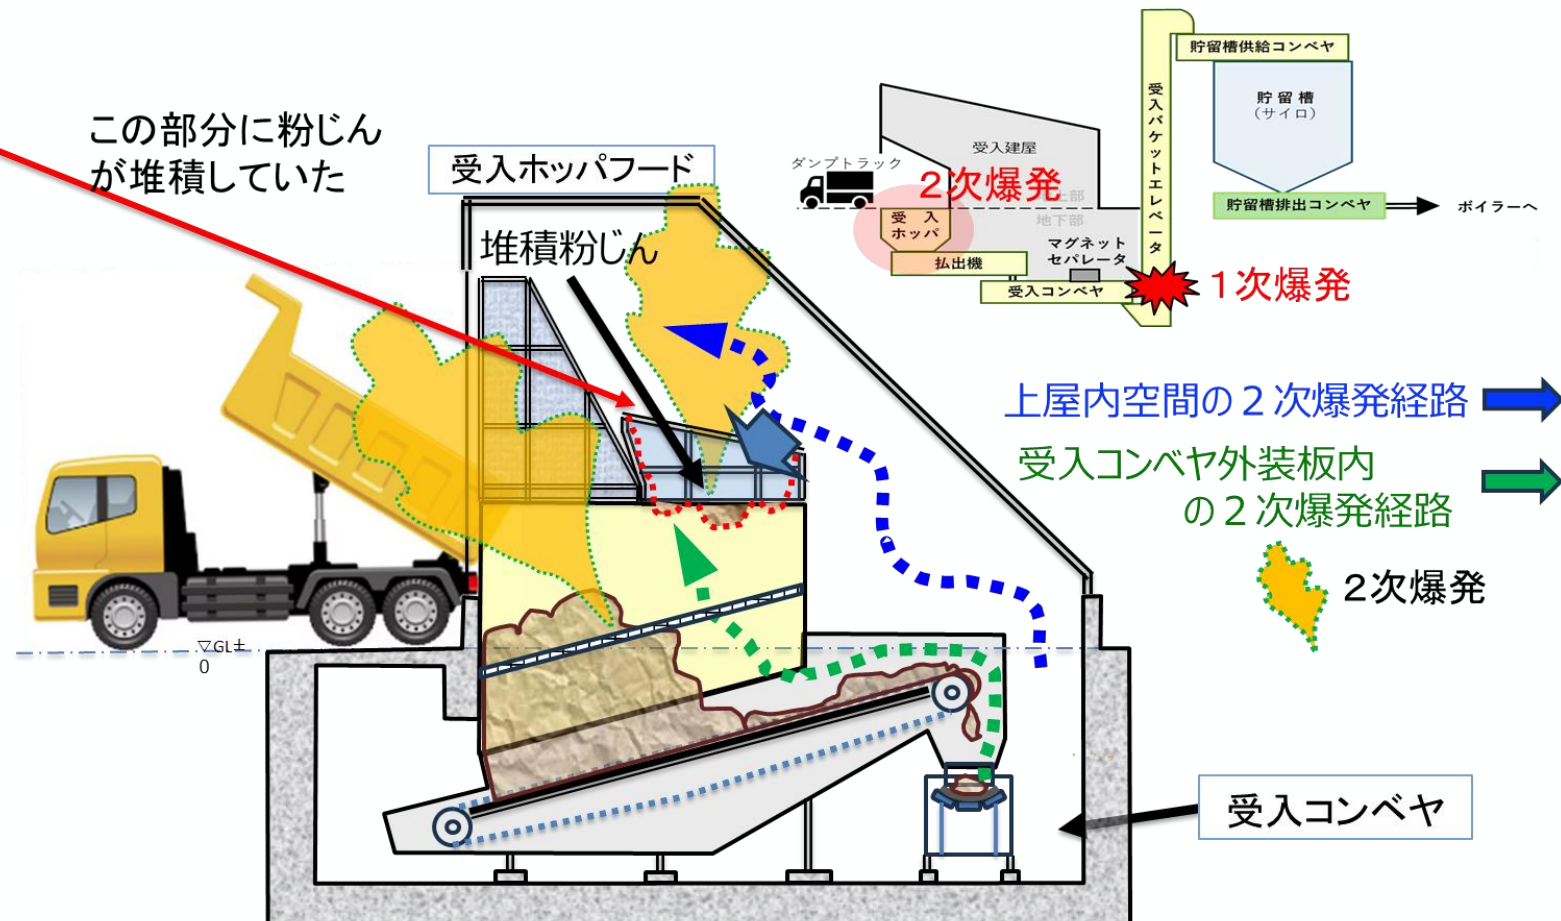 この部分に粉じん
が堆積していた
受入ホッパフード
堆積粉じん
▽GL±
0
貯留槽供給コンベヤ
受入バケットエレベータ
貯留槽
（サイロ）
受入建屋
ダンプトラック
2次爆発
地上部
地下部
受 入
ホッパ
払出機
マグネット
セパレータ
受入コンベヤ
貯留槽排出コンベヤ
ボイラーへ
1次爆発
上屋内空間の２次爆発経路
受入コンベヤ外装板内
の２次爆発経路
2次爆発
受入コンベヤ